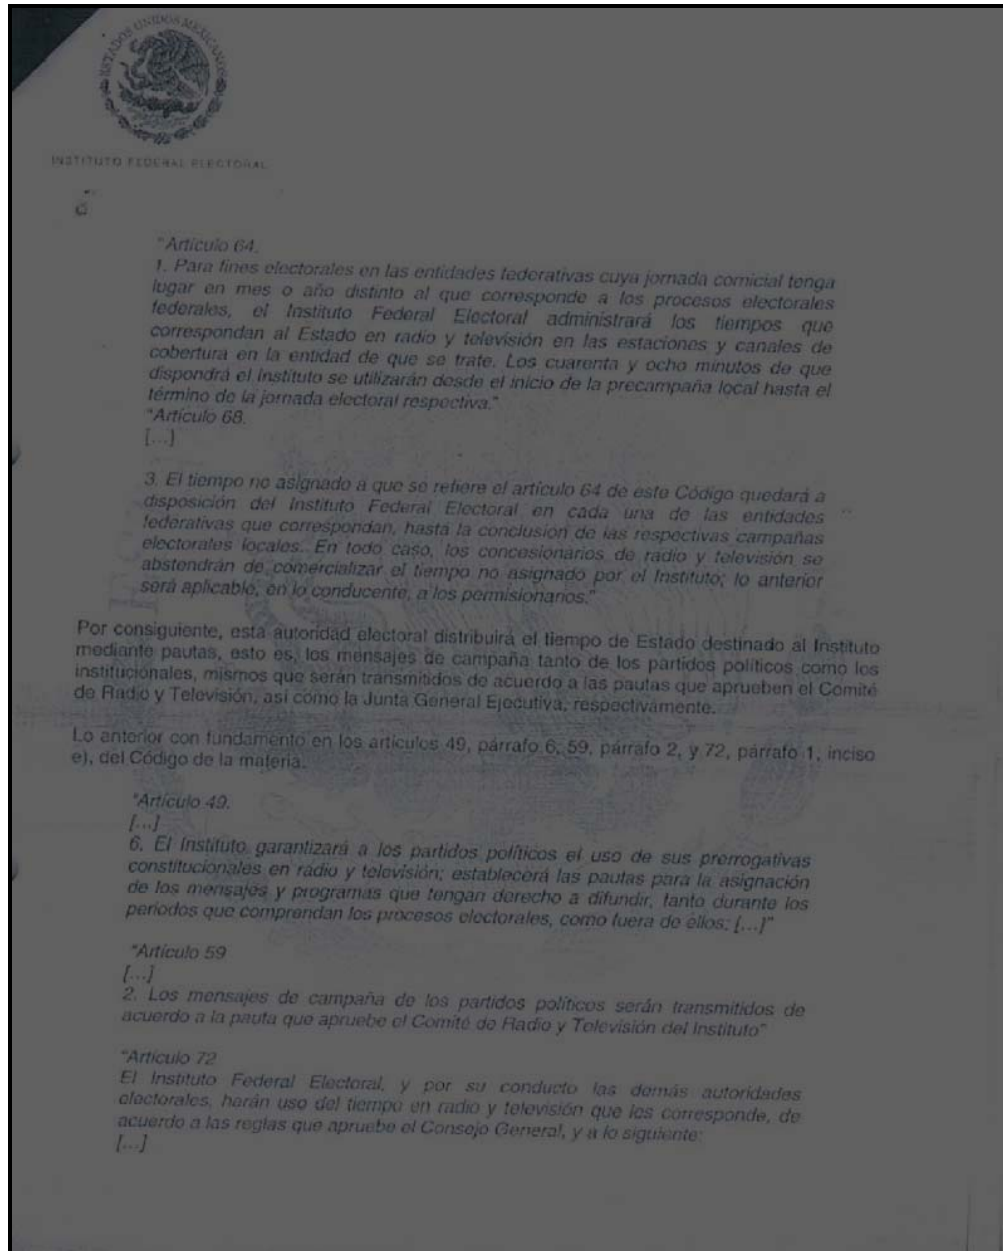 ESTADOS UNIDOS MEXICANOS
INSTITUTO FEDERAL ELECTORAL
"Artículo 64.
1. Para fines electorales en las entidades federativas cuya jornada comicial tenga
lugar en mes o año distinto al que corresponde a los procesos electorales
federales, el Instituto Federal Electoral administrará los tiempos que
correspondan al Estado en radio y televisión en las estaciones y canales de
cobertura en la entidad de que se trate. Los cuarenta y ocho minutos de que
dispondrá el Instituto se utilizarán desde el inicio de la precampaña local hasta el
término de la jornada electoral respectiva."
"Artículo 68.
[...]
3. El tiempo no asignado a que se refiere el artículo 64 de este Código quedará a
disposición del Instituto Federal Electoral en cada una de las entidades
federativas que correspondan, hasta la conclusión de las respectivas campañas
electorales locales. En todo caso, los concesionarios de radio y televisión se
abstendrán de comercializar el tiempo no asignado por el Instituto; lo anterior
será aplicable, en lo conducente, a los permisionarios."
Por consiguiente, esta autoridad electoral distribuirá el tiempo de Estado destinado al Instituto
mediante pautas, esto es, los mensajes de campaña tanto de los partidos políticos como los
institucionales, mismos que serán transmitidos de acuerdo a las pautas que aprueben el Comité
de Radio y Televisión, así como la Junta General Ejecutiva, respectivamente.
Lo anterior con fundamento en los artículos 49, párrafo 6, 59, párrafo 2, y 72, párrafo 1, inciso
e), del Código de la materia.
"Artículo 49.
[...]
6. El Instituto garantizará a los partidos políticos el uso de sus prerrogativas
constitucionales en radio y televisión; establecerá las pautas para la asignación
de los mensajes y programas que tengan derecho a difundir, tanto durante los
períodos que comprendan los procesos electorales, como fuera de ellos; [...]"
"Artículo 59
[...]
2. Los mensajes de campaña de los partidos políticos serán transmitidos de
acuerdo a la pauta que apruebe el Comité de Radio y Televisión del Instituto"
"Artículo 72
El Instituto Federal Electoral, y por su conducto las demás autoridades
electorales, harán uso del tiempo en radio y televisión que les corresponde, de
acuerdo a las reglas que apruebe el Consejo General, y a lo siguiente:
[...]